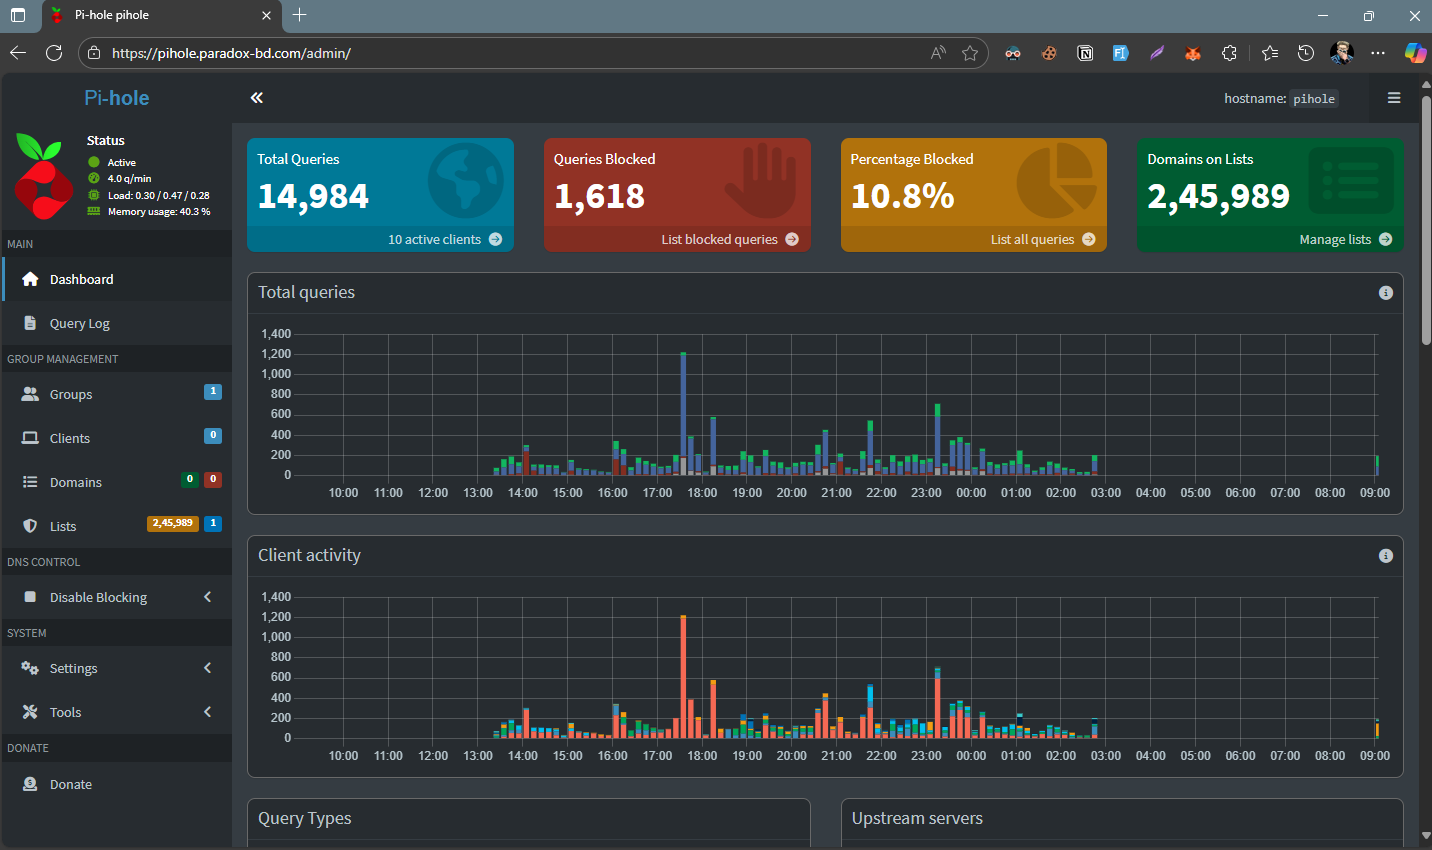 Pi-hole pihole
https://pihole.paradox-bd.com/admin/
Pi-hole
hostname: pihole
Status
Active
4.0 q/min
Load: 0.30 / 0.47 / 0.28
Memory usage: 40.3 %
MAIN
Dashboard
Query Log
GROUP MANAGEMENT
Groups 1
Clients 0
Domains 0 0
Lists 2,45,989 1
DNS CONTROL
Disable Blocking
SYSTEM
Settings
Tools
DONATE
Donate
Total Queries
14,984
10 active clients
Queries Blocked
1,618
List blocked queries
Percentage Blocked
10.8%
List all queries
Domains on Lists
2,45,989
Manage lists
Total queries
1,400
1,200
1,000
800
600
400
200
0
10:00 11:00 12:00 13:00 14:00 15:00 16:00 17:00 18:00 19:00 20:00 21:00 22:00 23:00 00:00 01:00 02:00 03:00 04:00 05:00 06:00 07:00 08:00 09:00
Client activity
1,400
1,200
1,000
800
600
400
200
0
10:00 11:00 12:00 13:00 14:00 15:00 16:00 17:00 18:00 19:00 20:00 21:00 22:00 23:00 00:00 01:00 02:00 03:00 04:00 05:00 06:00 07:00 08:00 09:00
Query Types
Upstream servers